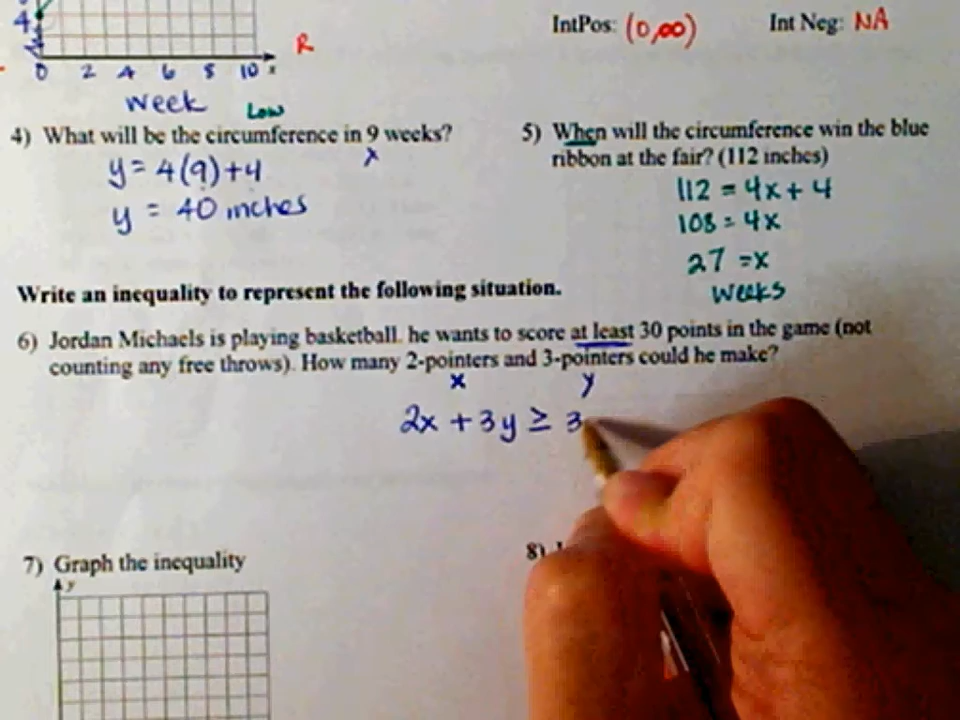 4
0 2 4 6 8 10 x
R
IntPos: (0,∞) Int Neg: NA
week
Low
4) What will be the circumference in 9 weeks?
x
y = 4(9)+4
y = 40 inches
5) When will the circumference win the blue
ribbon at the fair? (112 inches)
112 = 4x + 4
108 = 4x
27 = x
weeks
Write an inequality to represent the following situation.
6) Jordan Michaels is playing basketball. he wants to score at least 30 points in the game (not
counting any free throws). How many 2-pointers and 3-pointers could he make?
x y
2x + 3y ≥ 3
7) Graph the inequality
y
8)